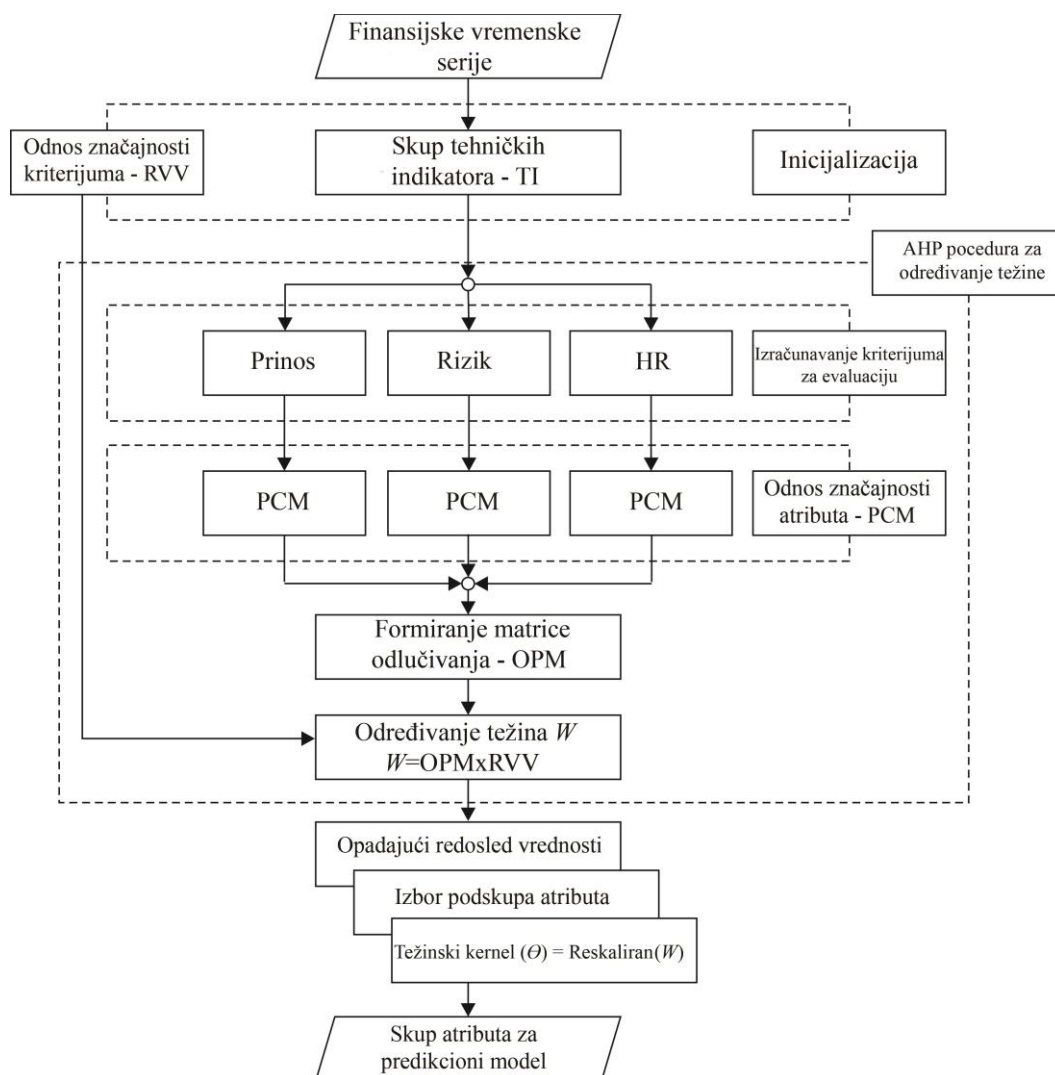 Finansijske vremenske
serije
Odnos značajnosti
kriterijuma - RVV
Skup tehničkih
indikatora - TI
Inicijalizacija
AHP pocedura za
određivanje težine
Prinos
Rizik
HR
Izračunavanje kriterijuma
za evaluaciju
PCM
PCM
PCM
Odnos značajnosti
atributa - PCM
Formiranje matrice
odlučivanja - OPM
Određivanje težina W
W=OPMxRVV
Opadajući redosled vrednosti
Izbor podskupa atributa
Težinski kernel (Ѳ) = Reskaliran(W)
Skup atributa za
predikcioni model